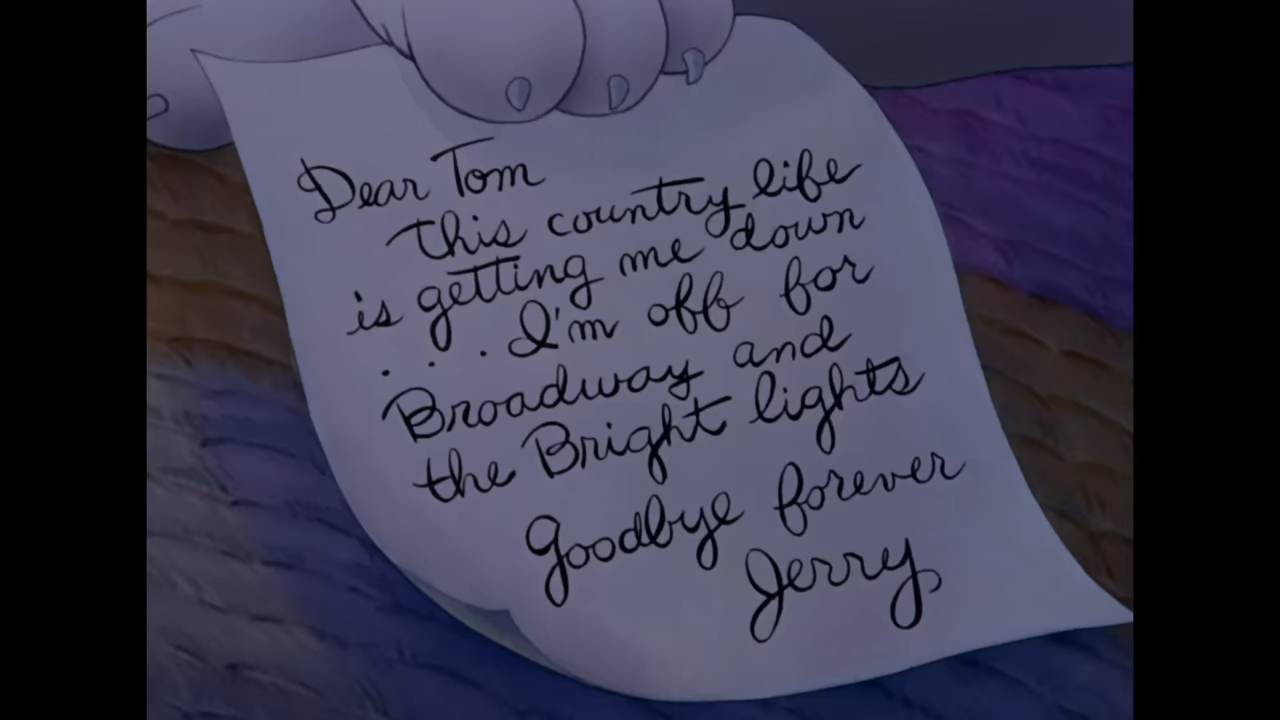 Dear Tom
this country life
is getting me down
. . . I'm off for
Broadway and
the Bright lights
Goodbye forever
Jerry